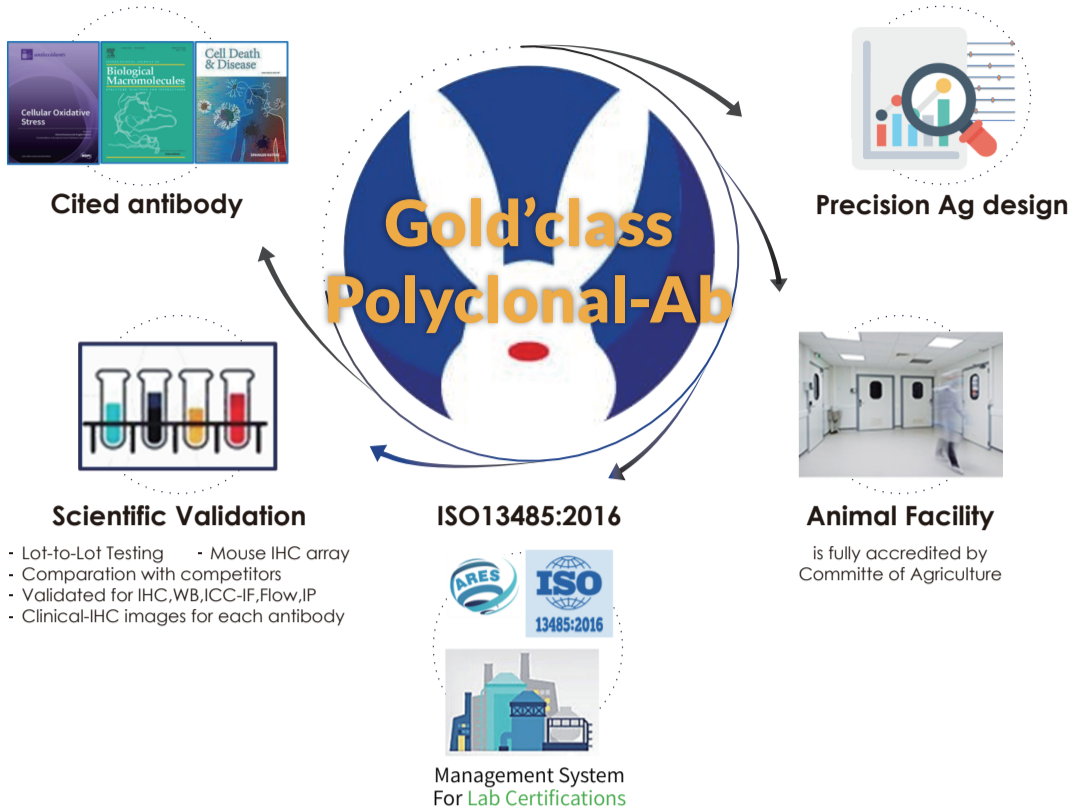 Cellular Oxidative
Stress
Biological
Macromolecules
Cell Death
& Disease
Cited antibody
Gold’class
Polyclonal-Ab
Precision Ag design
Scientific Validation
- Lot-to-Lot Testing - Mouse IHC array
- Comparation with competitors
- Validated for IHC,WB,ICC-IF,Flow,IP
- Clinical-IHC images for each antibody
ISO13485:2016
ARES
ISO
13485:2016
Management System
For Lab Certifications
Animal Facility
is fully accredited by
Committe of Agriculture